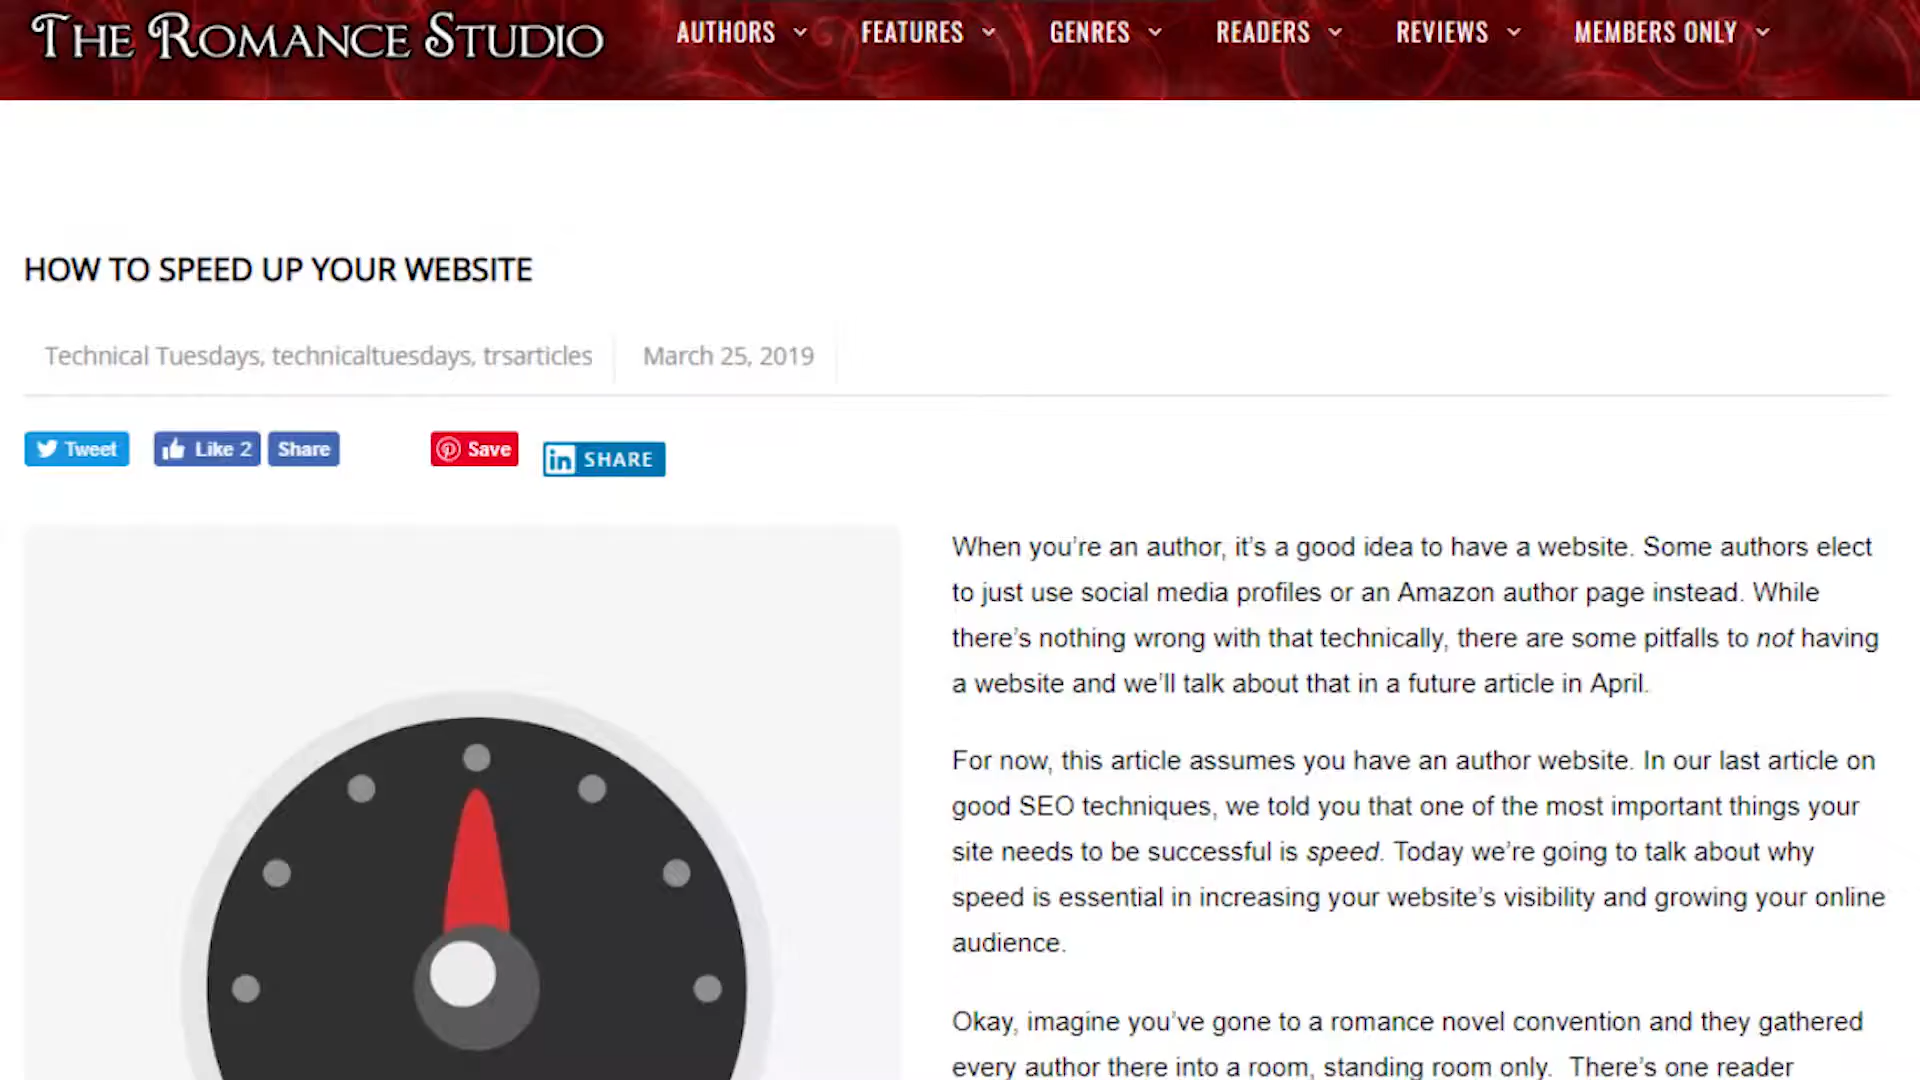 The Romance Studio
AUTHORS FEATURES GENRES READERS REVIEWS MEMBERS ONLY
HOW TO SPEED UP YOUR WEBSITE
Technical Tuesdays, technicaltuesdays, trsarticles March 25, 2019
Tweet Like 2 Share Save in SHARE
When you’re an author, it’s a good idea to have a website. Some authors elect
to just use social media profiles or an Amazon author page instead. While
there’s nothing wrong with that technically, there are some pitfalls to not having
a website and we’ll talk about that in a future article in April.
For now, this article assumes you have an author website. In our last article on
good SEO techniques, we told you that one of the most important things your
site needs to be successful is speed. Today we’re going to talk about why
speed is essential in increasing your website’s visibility and growing your online
audience.
Okay, imagine you’ve gone to a romance novel convention and they gathered
every author there into a room, standing room only. There’s one reader